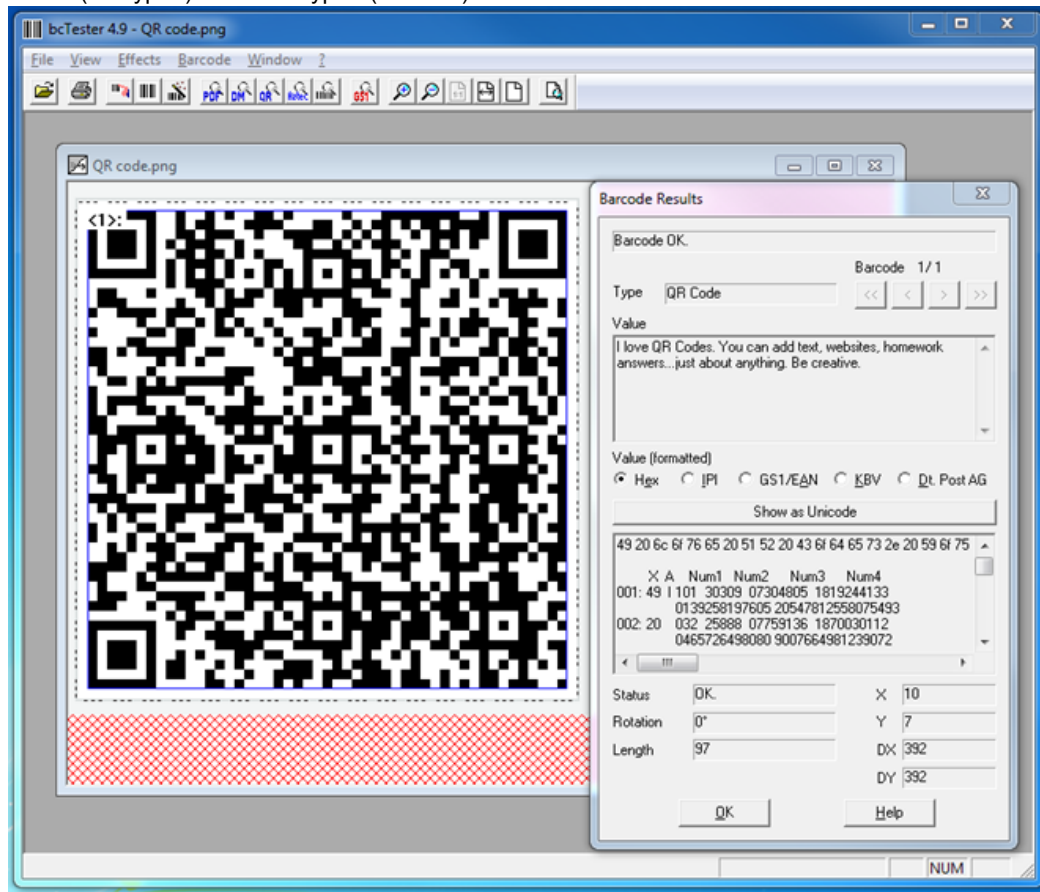 bcTester 4.9 - QR code.png
File View Effects Barcode Window ?
PDF DM QR Aztec GS1
QR code.png
<1>:
Barcode Results
Barcode OK.
Barcode 1/1
Type QR Code << < > >>
Value
I love QR Codes. You can add text, websites, homework
answers...just about anything. Be creative.
Value (formatted)
Hex IPI GS1/EAN KBV Dt. Post AG
Show as Unicode
49 20 6c 6f 76 65 20 51 52 20 43 6f 64 65 73 2e 20 59 6f 75
X A Num1 Num2 Num3 Num4
001: 49 I 101 30309 07304805 1819244133
0139258197605 20547812558075493
002: 20 032 25888 07759136 1870030112
0465726498080 9007664981239072
Status OK. X 10
Rotation 0° Y 7
Length 97 DX 392
DY 392
OK Help
NUM